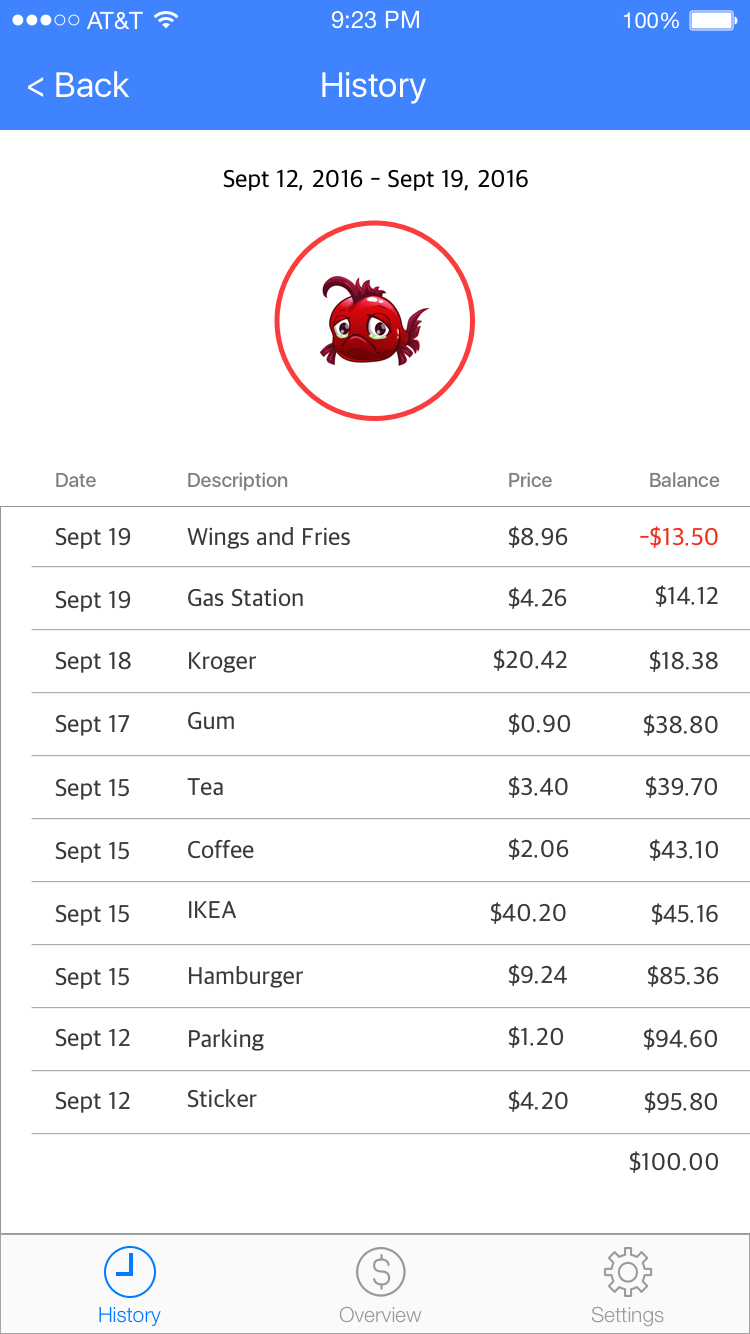 AT&T 9:23 PM 100%
< Back History
Sept 12, 2016 - Sept 19, 2016
Date Description Price Balance
Sept 19 Wings and Fries $8.96 -$13.50
Sept 19 Gas Station $4.26 $14.12
Sept 18 Kroger $20.42 $18.38
Sept 17 Gum $0.90 $38.80
Sept 15 Tea $3.40 $39.70
Sept 15 Coffee $2.06 $43.10
Sept 15 IKEA $40.20 $45.16
Sept 15 Hamburger $9.24 $85.36
Sept 12 Parking $1.20 $94.60
Sept 12 Sticker $4.20 $95.80
$100.00
History Overview Settings